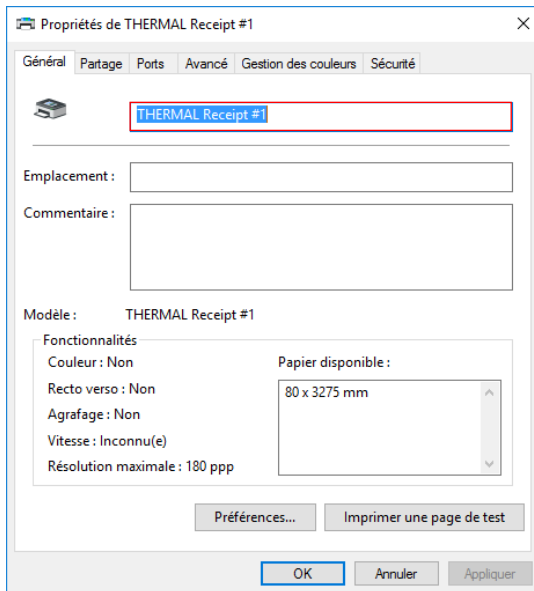 Propriétés de THERMAL Receipt #1
Général Partage Ports Avancé Gestion des couleurs Sécurité
THERMAL Receipt #1
Emplacement :
Commentaire :
Modèle : THERMAL Receipt #1
Fonctionnalités
Couleur : Non
Recto verso : Non
Agrafage : Non
Vitesse : Inconnu(e)
Résolution maximale : 180 ppp
Papier disponible :
80 x 3275 mm
Préférences... Imprimer une page de test
OK Annuler Appliquer